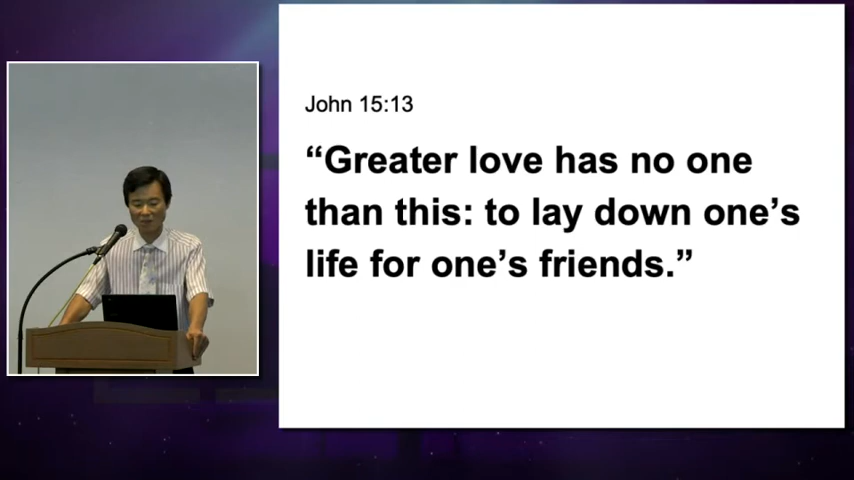 John 15:13
“Greater love has no one
than this: to lay down one’s
life for one’s friends.”